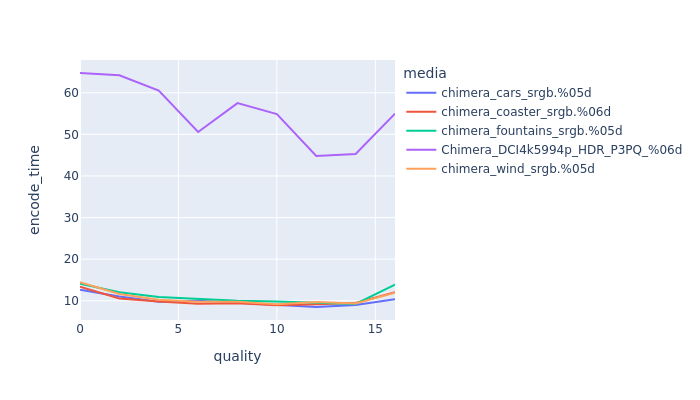 media
chimera_cars_srgb.%05d
chimera_coaster_srgb.%06d
chimera_fountains_srgb.%05d
Chimera_DCI4k5994p_HDR_P3PQ_%06d
chimera_wind_srgb.%05d
encode_time
60
50
40
30
20
10
0 5 10 15
quality